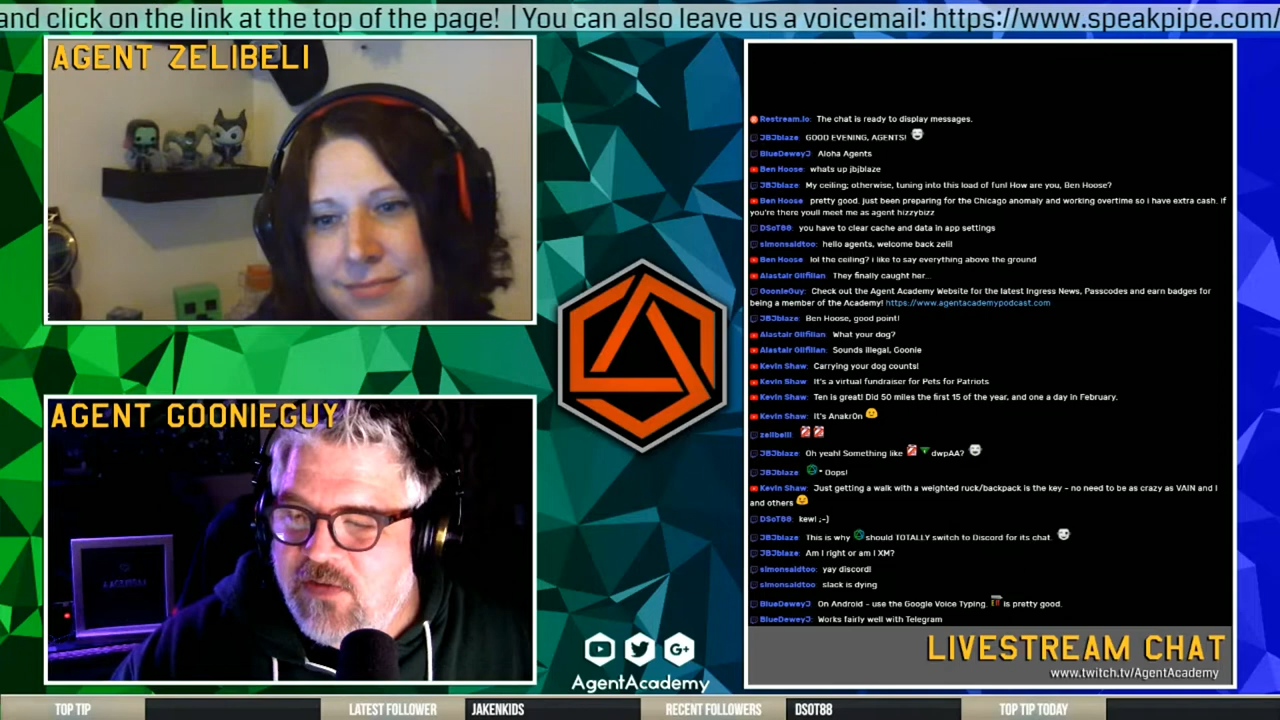 and click on the link at the top of the page! | You can also leave us a voicemail: https://www.speakpipe.com/
AGENT ZELIBELI
AGENT GOONIEGUY
Restream.io: The chat is ready to display messages.
JBJblaze: GOOD EVENING, AGENTS!
BlueDeweyJ: Aloha Agents
Ben Hoose: whats up jbjblaze
JBJblaze: My ceiling; otherwise, tuning into this load of fun! How are you, Ben Hoose?
Ben Hoose: pretty good. just been preparing for the Chicago anomaly and working overtime so i have extra cash. if
you're there youll meet me as agent hizzybizz
DSoT88: you have to clear cache and data in app settings
simonsaidtoo: hello agents, welcome back zeli!
Ben Hoose: lol the ceiling? i like to say everything above the ground
Alastair Gilfillan: They finally caught her...
GoonieGuy: Check out the Agent Academy Website for the latest Ingress News, Passcodes and earn badges for
being a member of the Academy! https://www.agentacademypodcast.com
JBJblaze: Ben Hoose, good point!
Alastair Gilfillan: What your dog?
Alastair Gilfillan: Sounds illegal, Goonie
Kevin Shaw: Carrying your dog counts!
Kevin Shaw: It's a virtual fundraiser for Pets for Patriots
Kevin Shaw: Ten is great! Did 50 miles the first 15 of the year, and one a day in February.
Kevin Shaw: It's Anakr0n
zelibeli:
JBJblaze: Oh yeah! Something like dwpAA?
JBJblaze: * Oops!
Kevin Shaw: Just getting a walk with a weighted ruck/backpack is the key - no need to be as crazy as VAIN and I
and others
DSoT88: kewl ;-)
JBJblaze: This is why should TOTALLY switch to Discord for its chat.
JBJblaze: Am I right or am I XM?
simonsaidtoo: yay discord!
simonsaidtoo: slack is dying
BlueDeweyJ: On Android - use the Google Voice Typing. is pretty good.
BlueDeweyJ: Works fairly well with Telegram
LIVESTREAM CHAT
www.twitch.tv/AgentAcademy
G+
AgentAcademy
TOP TIP
LATEST FOLLOWER
JAKENKIDS
RECENT FOLLOWERS
DSOT88
TOP TIP TODAY